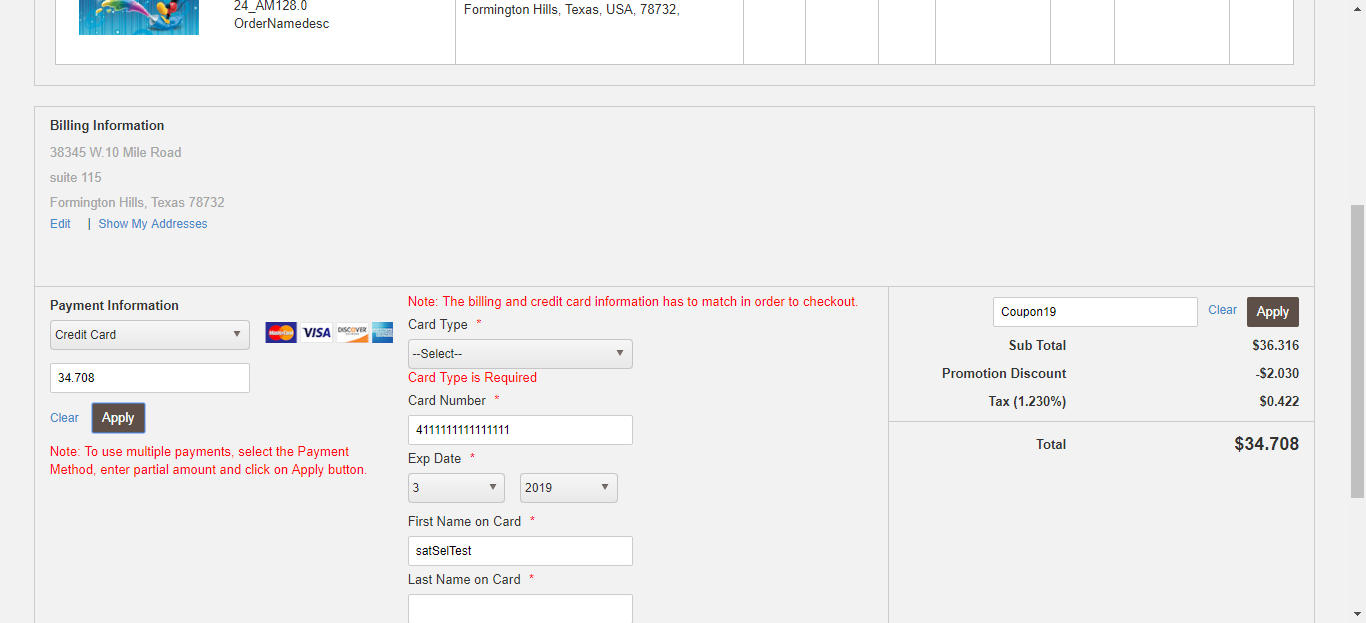 24_AM128.0
OrderNamedesc
Formington Hills, Texas, USA, 78732,
Billing Information
38345 W.10 Mile Road
suite 115
Formington Hills, Texas 78732
Edit | Show My Addresses
Payment Information
Credit Card
MasterCard VISA DISCOVER
34.708
Clear Apply
Note: To use multiple payments, select the Payment
Method, enter partial amount and click on Apply button.
Note: The billing and credit card information has to match in order to checkout.
Card Type *
--Select--
Card Type is Required
Card Number *
4111111111111111
Exp Date *
3 2019
First Name on Card *
satSelTest
Last Name on Card *
Coupon19 Clear Apply
Sub Total $36.316
Promotion Discount -$2.030
Tax (1.230%) $0.422
Total $34.708